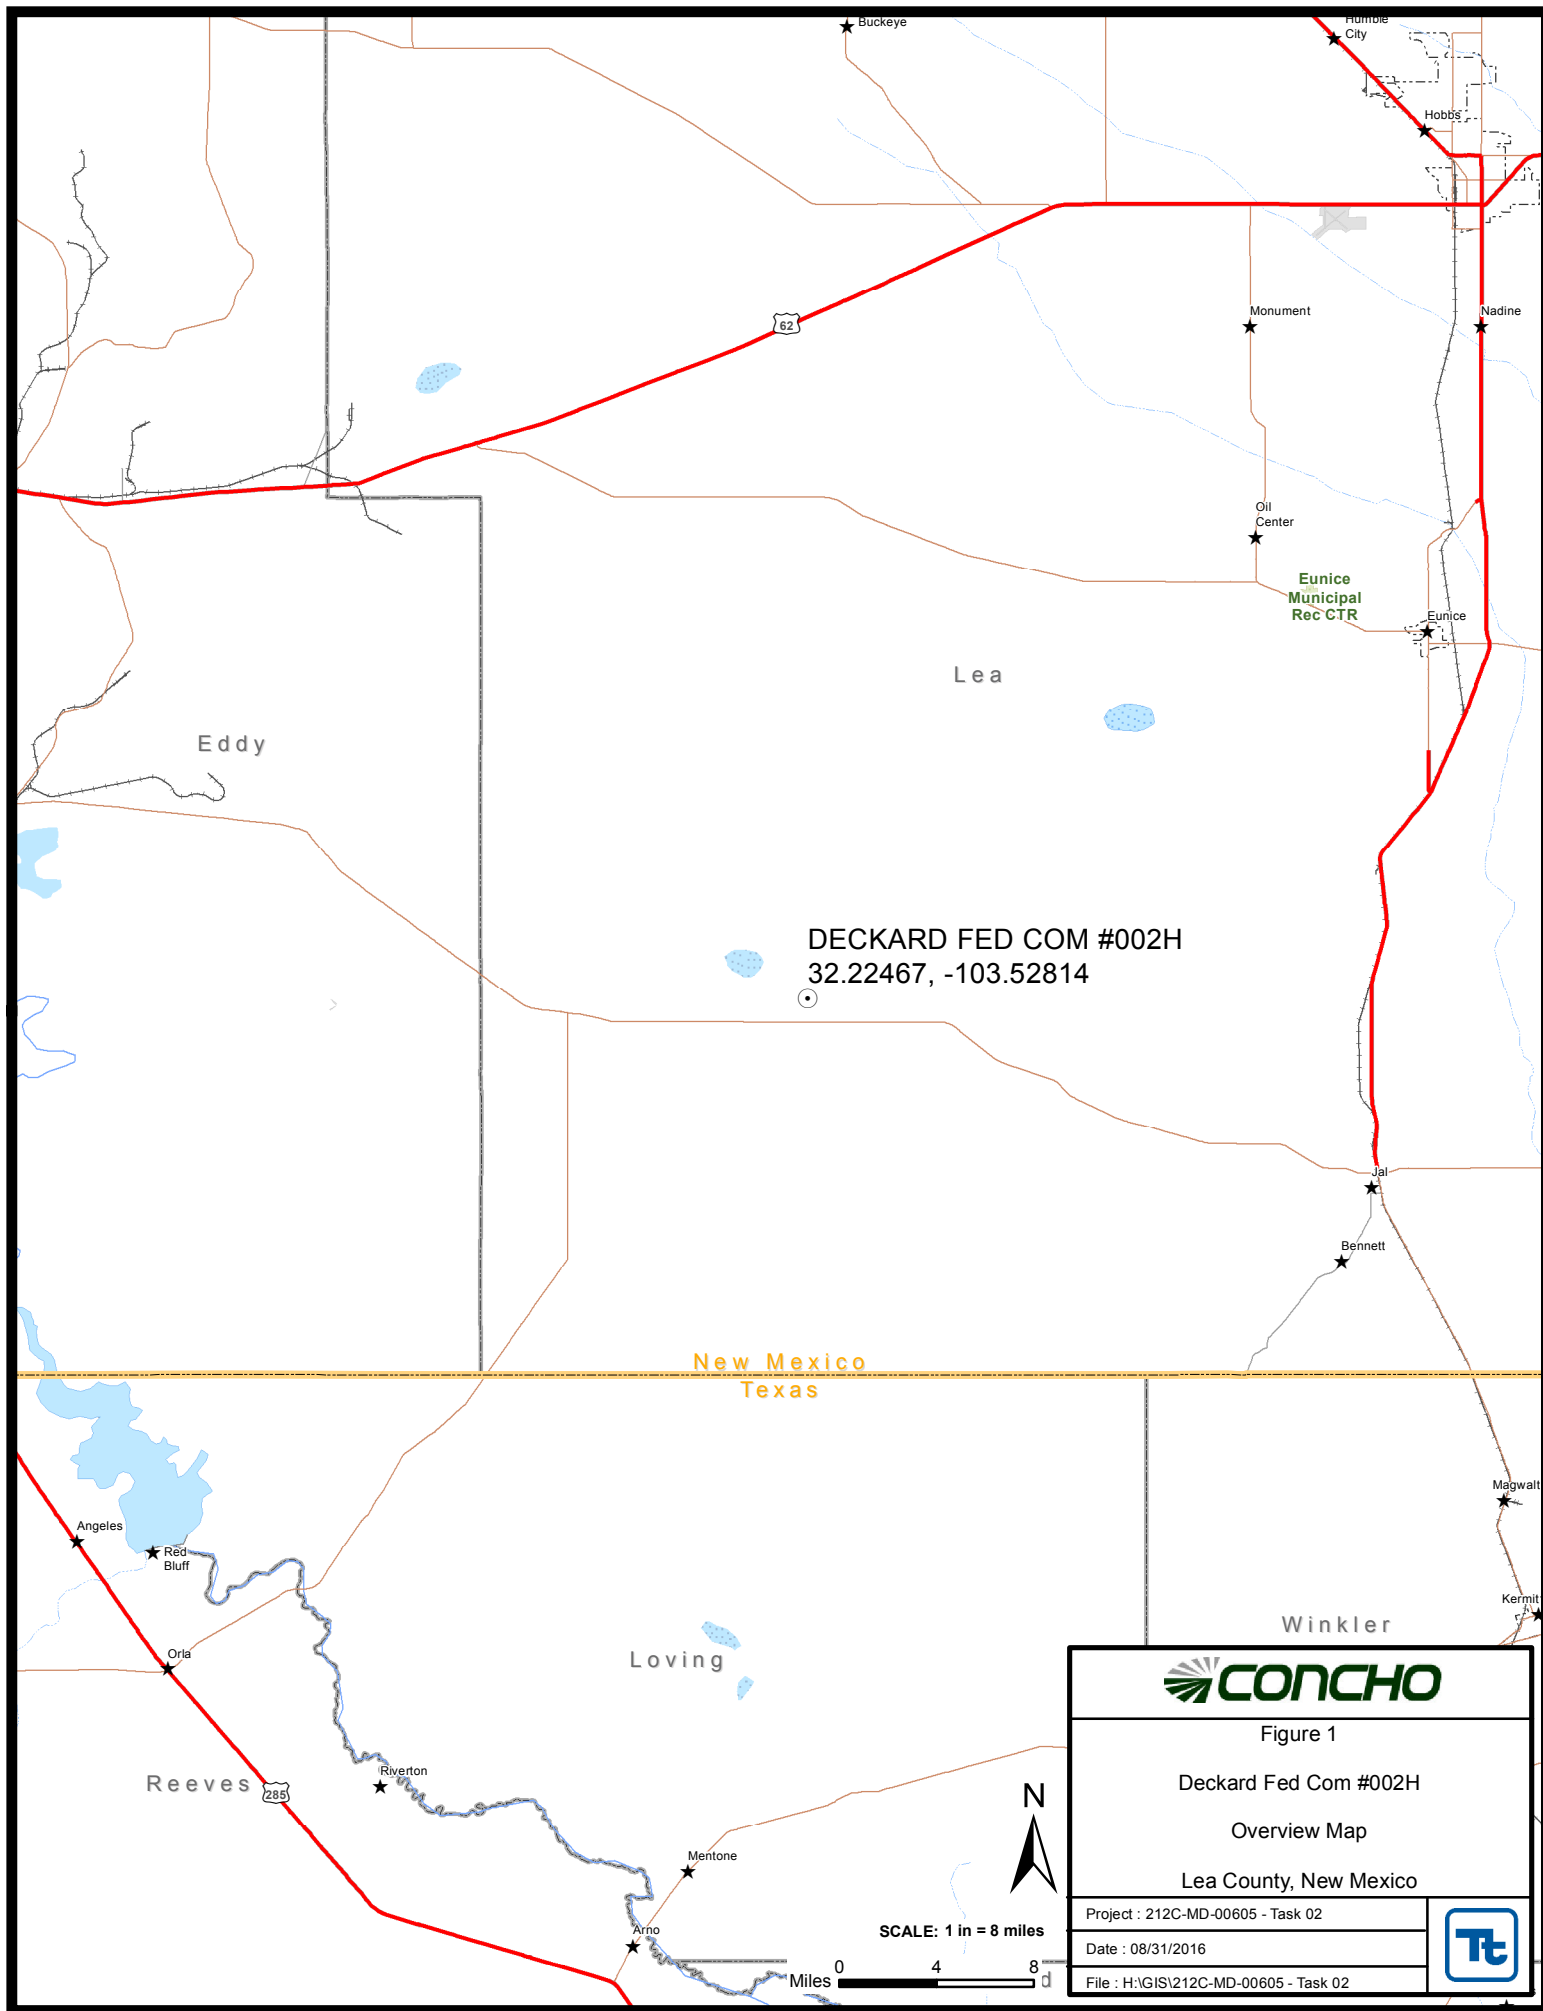 Buckeye
Humble
City
Hobbs
62
Monument
Nadine
Oil
Center
Eunice
Municipal
Rec CTR
Eunice
Lea
Eddy
DECKARD FED COM #002H
32.22467, -103.52814
Jal
Bennett
New Mexico
Texas
Magwalt
Angeles
Red
Bluff
Kermit
Winkler
Orla
Loving
Reeves
285
Riverton
Mentone
Arno
N
SCALE: 1 in = 8 miles
Miles
0 4 8
d
CONCHO
Figure 1
Deckard Fed Com #002H
Overview Map
Lea County, New Mexico
Project : 212C-MD-00605 - Task 02
Date : 08/31/2016
File : H:\GIS\212C-MD-00605 - Task 02
Tt